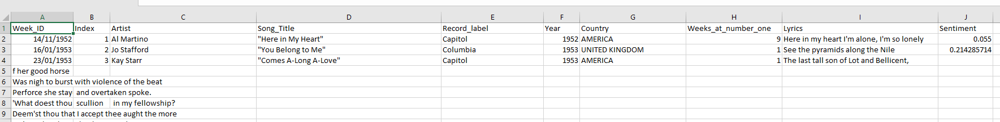 A B C D E F G H I J
1 Week_ID Index Artist Song_Title Record_label Year Country Weeks_at_number_one Lyrics Sentiment
2 14/11/1952 1 Al Martino "Here in My Heart" Capitol 1952 AMERICA 9 Here in my heart I'm alone, I'm so lonely 0.055
3 16/01/1953 2 Jo Stafford "You Belong to Me" Columbia 1953 UNITED KINGDOM 1 See the pyramids along the Nile 0.214285714
4 23/01/1953 3 Kay Starr "Comes A-Long A-Love" Capitol 1953 AMERICA 1 The last tall son of Lot and Bellicent,
5 f her good horse
6 Was nigh to burst with violence of the beat
7 Perforce she stay and overtaken spoke.
8 'What doest thou scullion in my fellowship?
9 Deem'st thou that I accept thee aught the more